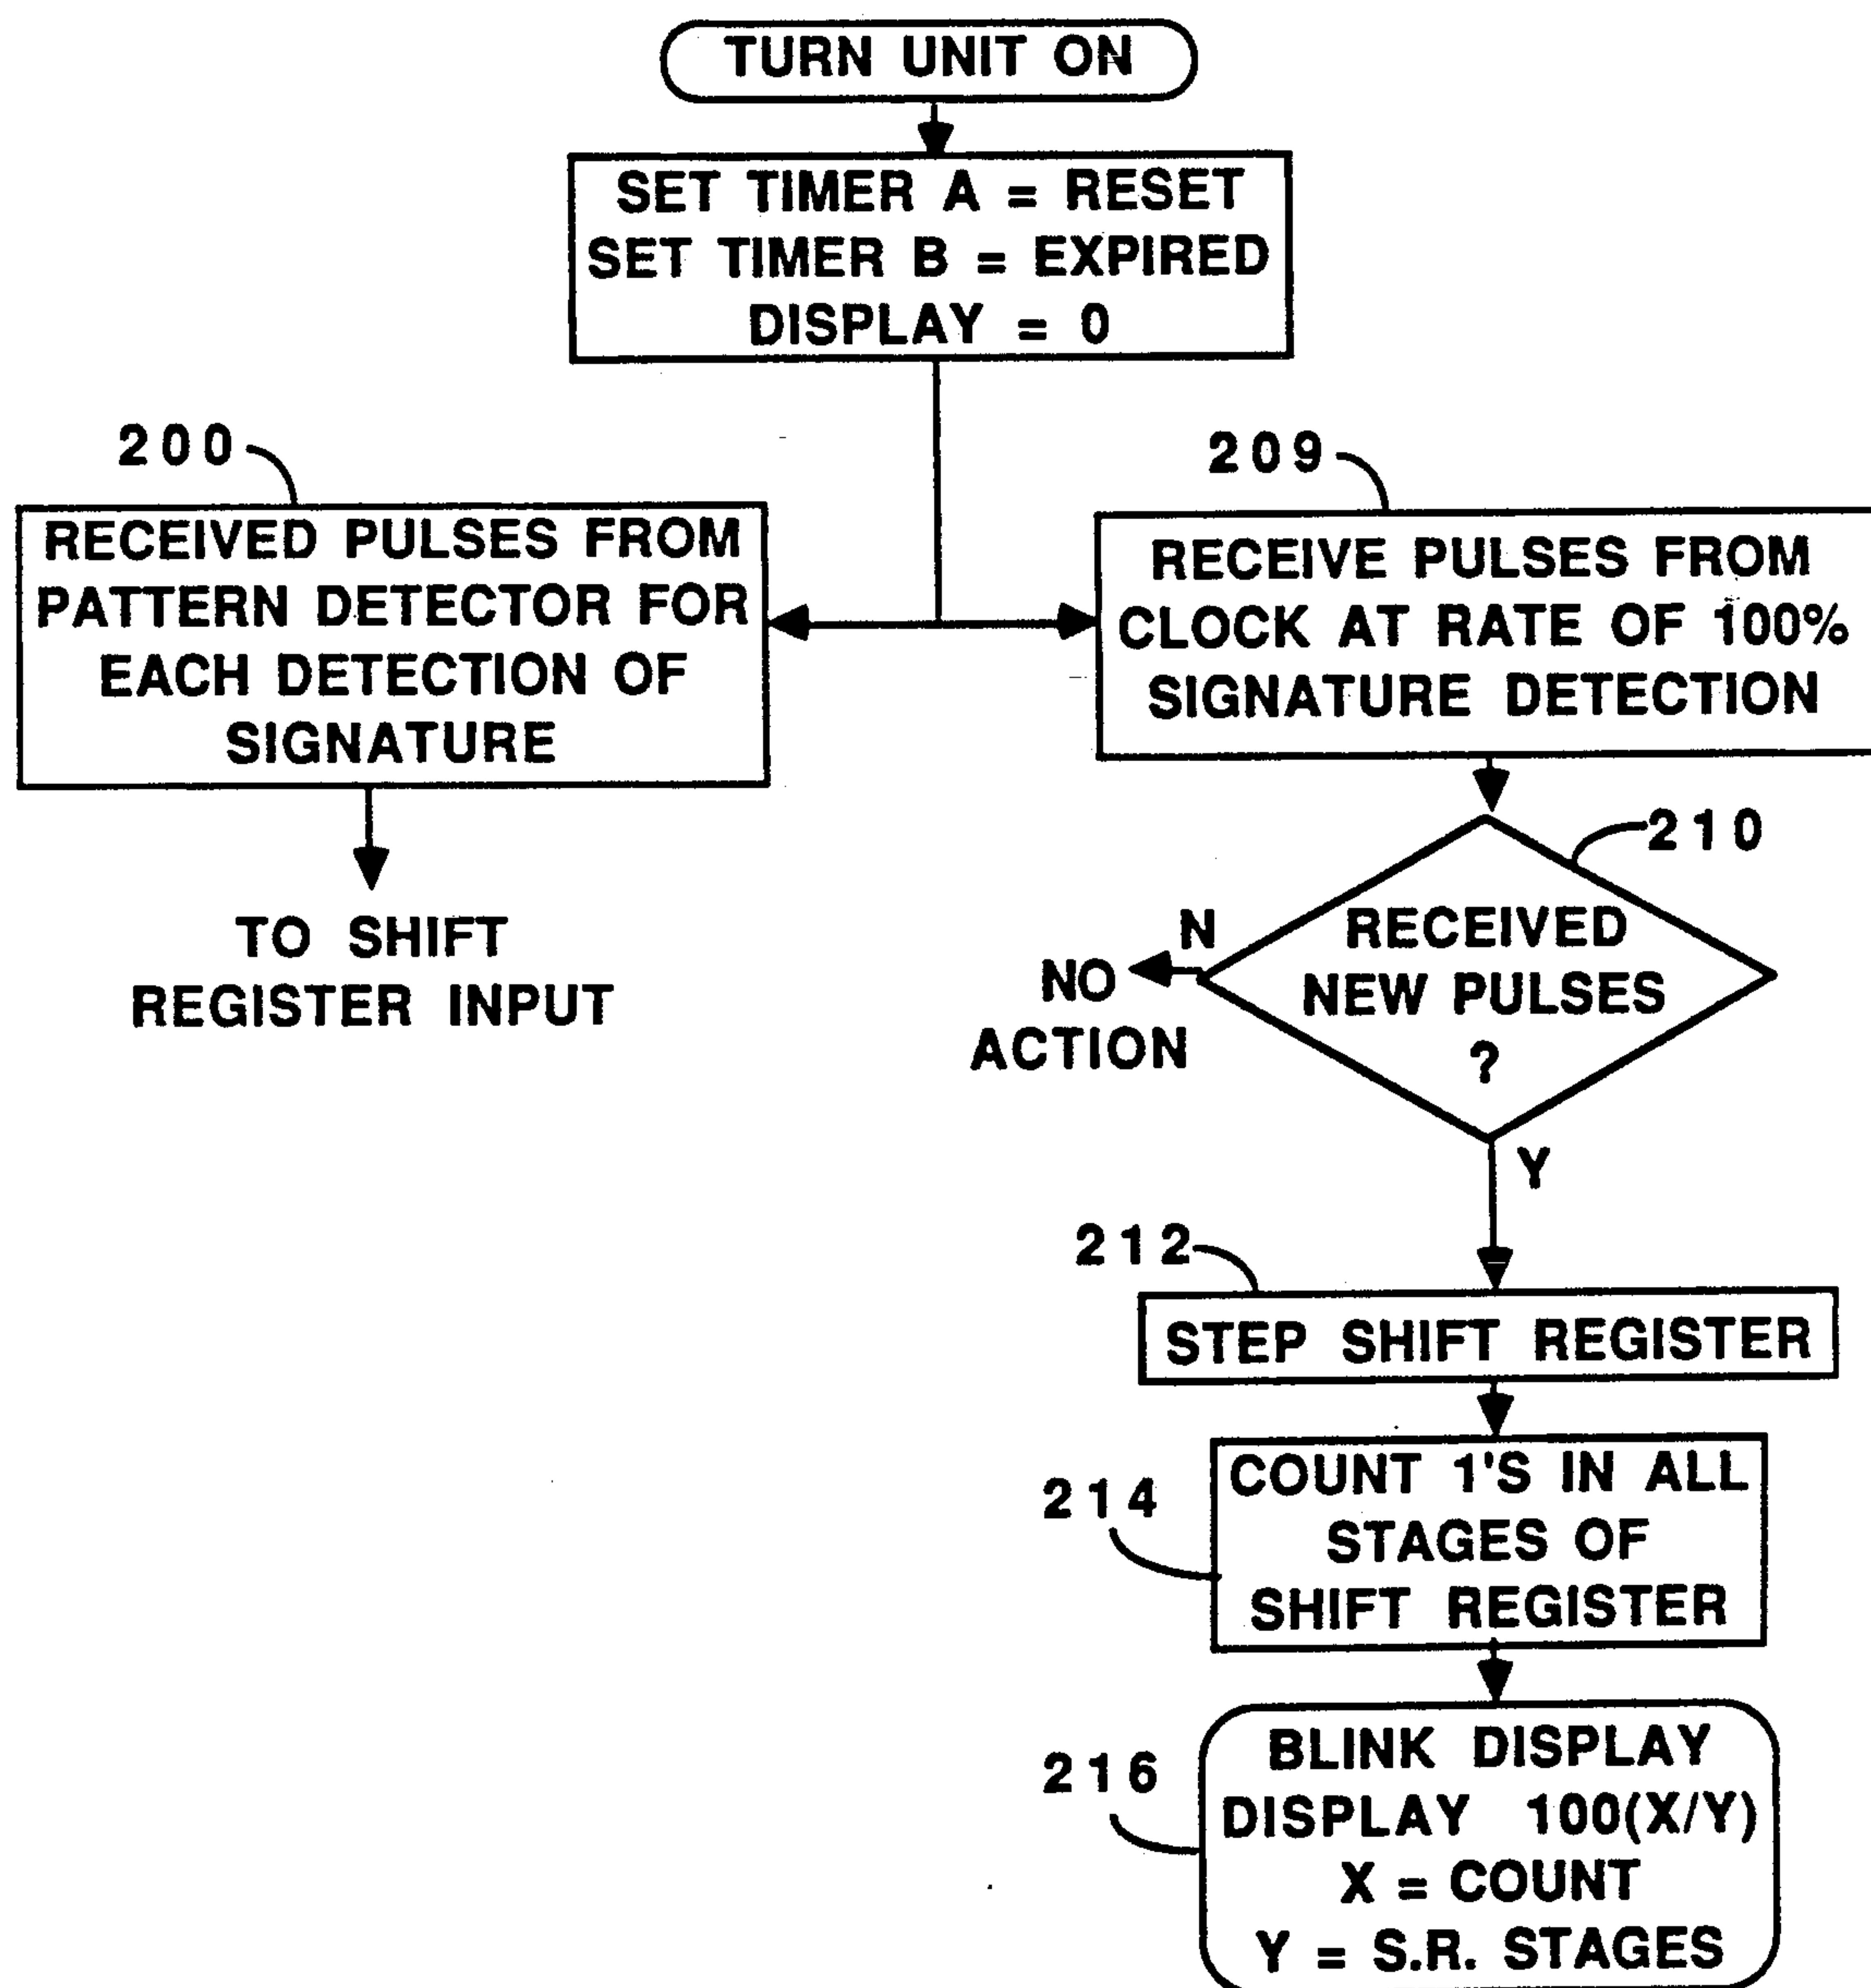 TURN UNIT ON
SET TIMER A = RESET
SET TIMER B = EXPIRED
DISPLAY = 0
200
RECEIVED PULSES FROM
PATTERN DETECTOR FOR
EACH DETECTION OF
SIGNATURE
TO SHIFT
REGISTER INPUT
209
RECEIVE PULSES FROM
CLOCK AT RATE OF 100%
SIGNATURE DETECTION
210
RECEIVED
NEW PULSES
?
N
NO
ACTION
Y
212
STEP SHIFT REGISTER
214
COUNT 1'S IN ALL
STAGES OF
SHIFT REGISTER
216
BLINK DISPLAY
DISPLAY 100(X/Y)
X = COUNT
Y = S.R. STAGES